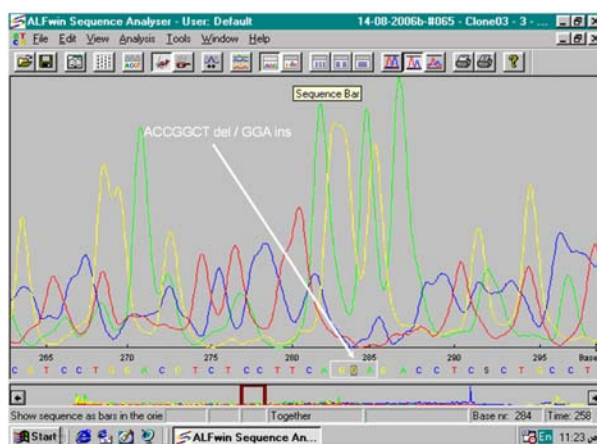 ALFwin Sequence Analyser - User: Default 14-08-2006b-#065 - Clone03 - 3 - ...
File Edit View Analysis Tools Window Help
Sequence Bar
ACCGGCT del / GGA ins
265 270 275 280 285 290 295 Base
C G T C C T G G A C G T C T C C T T C A G G A G A C C T C S C T G C C T
Show sequence as bars in the orie Together Base nr: 284 Time: 258
Start ALFwin Sequence An... En 11:23